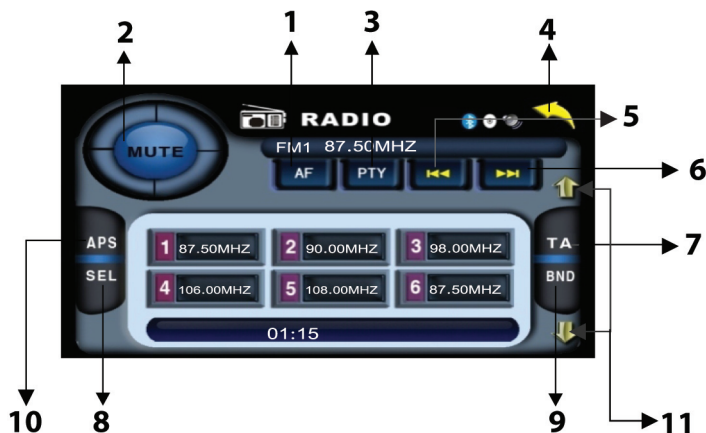 1
3
2
4
RADIO
5
MUTE
FM1 87.50MHZ
AF PTY
6
APS
1 87.50MHZ 2 90.00MHZ 3 98.00MHZ
TA
7
SEL
4 106.00MHZ 5 108.00MHZ 6 87.50MHZ
BND
01:15
10 8 9 11